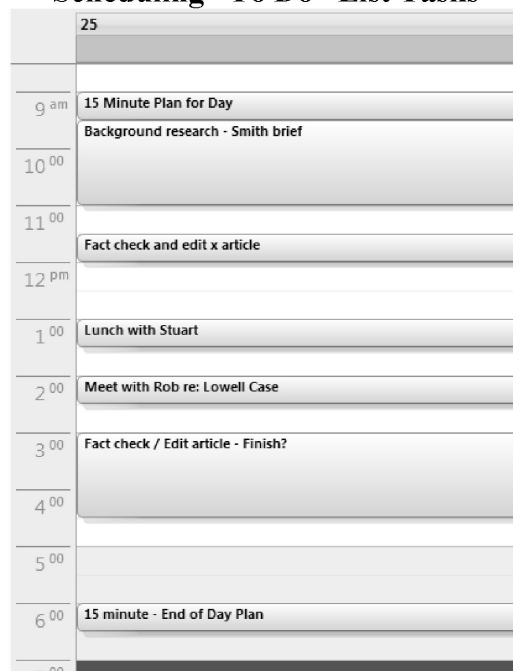 Scheduling "To Do" List Tasks
25
9 am
15 Minute Plan for Day
Background research - Smith brief
10 00
11 00
Fact check and edit x article
12 pm
1 00
Lunch with Stuart
2 00
Meet with Rob re: Lowell Case
3 00
Fact check / Edit article - Finish?
4 00
5 00
6 00
15 minute - End of Day Plan
00